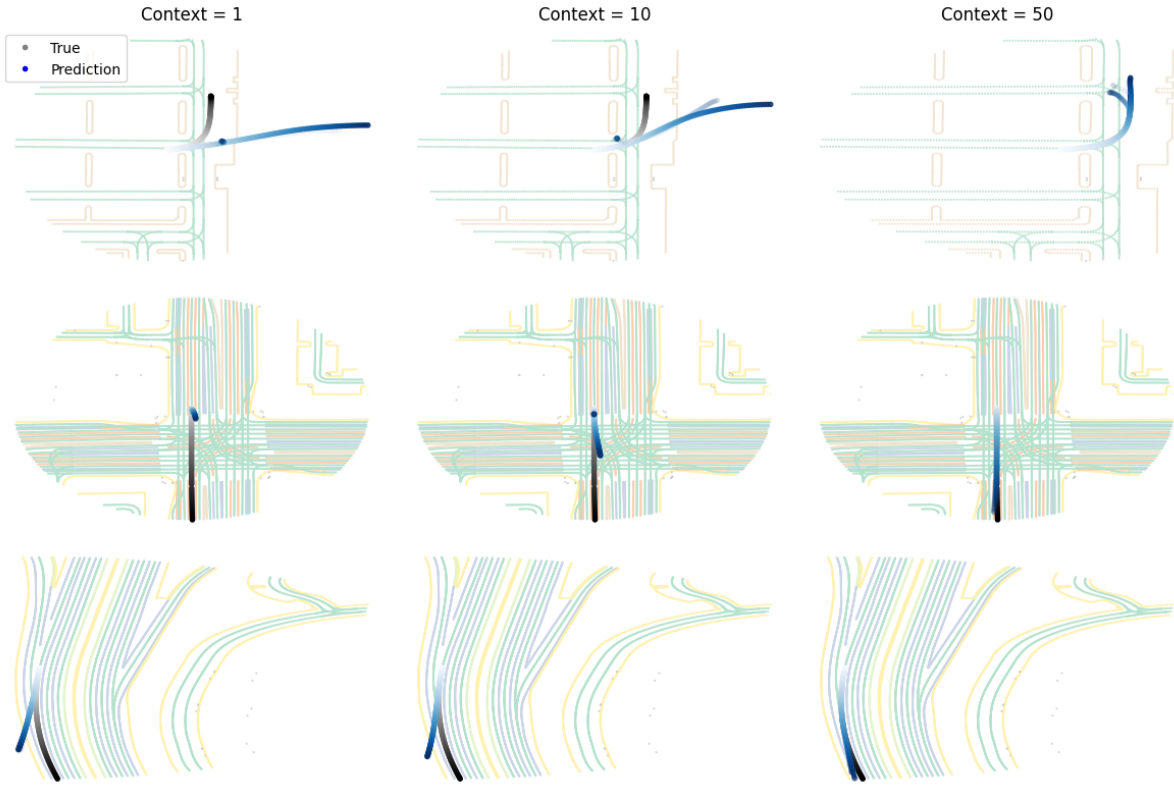 Context = 1
Context = 10
Context = 50
True
Prediction